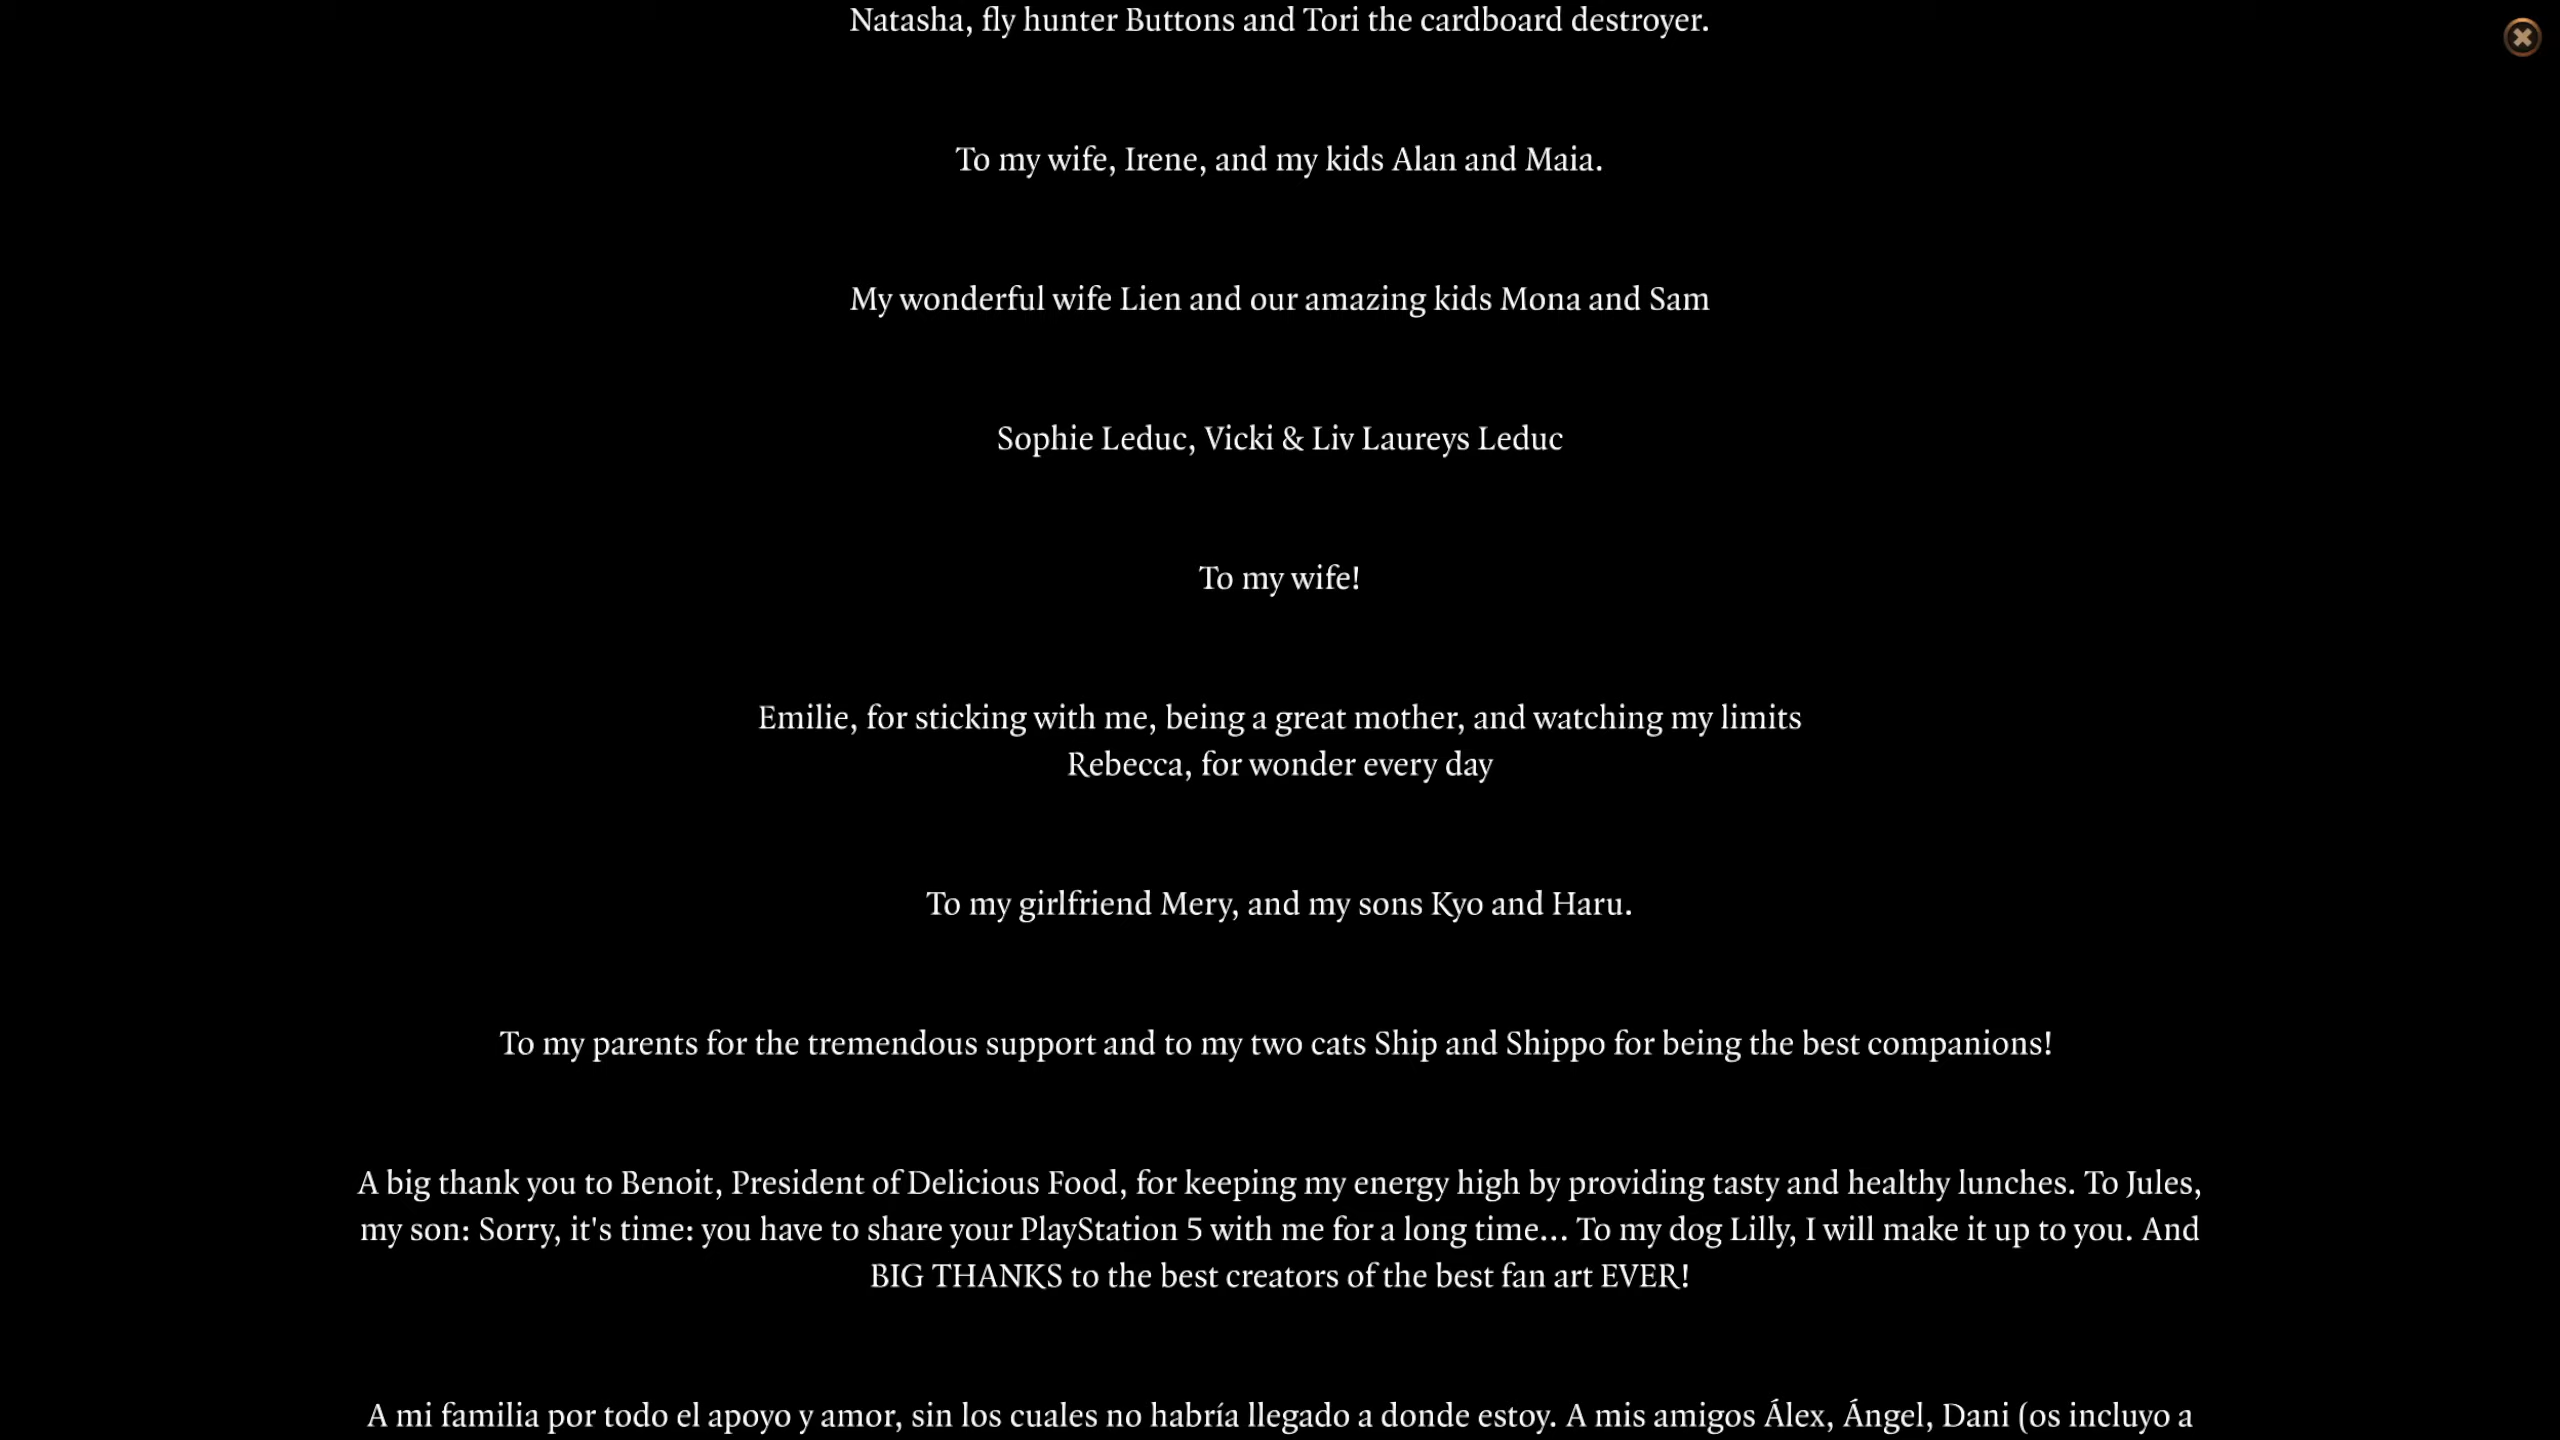 Natasha, fly hunter Buttons and Tori the cardboard destroyer.
To my wife, Irene, and my kids Alan and Maia.
My wonderful wife Lien and our amazing kids Mona and Sam
Sophie Leduc, Vicki & Liv Laureys Leduc
To my wife!
Emilie, for sticking with me, being a great mother, and watching my limits
Rebecca, for wonder every day
To my girlfriend Mery, and my sons Kyo and Haru.
To my parents for the tremendous support and to my two cats Ship and Shippo for being the best companions!
A big thank you to Benoit, President of Delicious Food, for keeping my energy high by providing tasty and healthy lunches. To Jules,
my son: Sorry, it's time: you have to share your PlayStation 5 with me for a long time... To my dog Lilly, I will make it up to you. And
BIG THANKS to the best creators of the best fan art EVER!
A mi familia por todo el apoyo y amor, sin los cuales no habría llegado a donde estoy. A mis amigos Álex, Ángel, Dani (os incluyo a